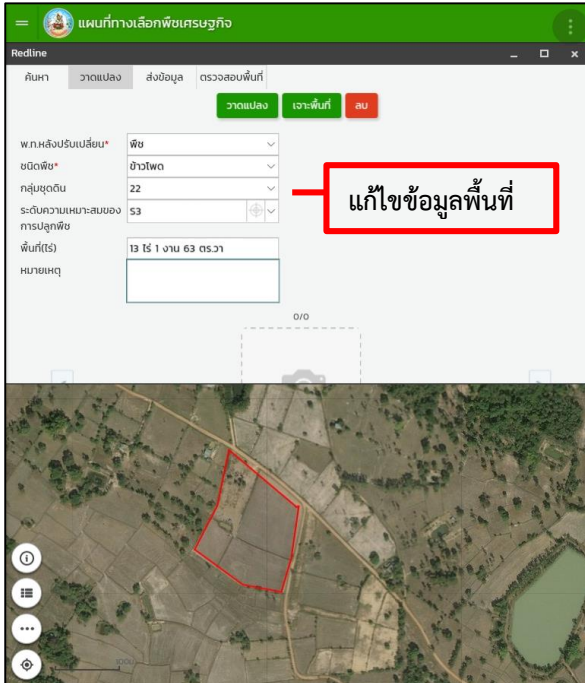 แผนที่ทางเลือกพืชเศรษฐกิจ
Redline
ค้นหา วาดแปลง ส่งข้อมูล ตรวจสอบพื้นที่
วาดแปลง เจาะพื้นที่ ลบ
พ.ท.หลังปรับเปลี่ยน* พืช
ชนิดพืช* ข้าวโพด
กลุ่มชุดดิน 22
ระดับความเหมาะสมของ S3
การปลูกพืช
แก้ไขข้อมูลพื้นที่
พื้นที่(ไร่) 13 ไร่ 1 งาน 63 ตร.วา
หมายเหตุ
0/0